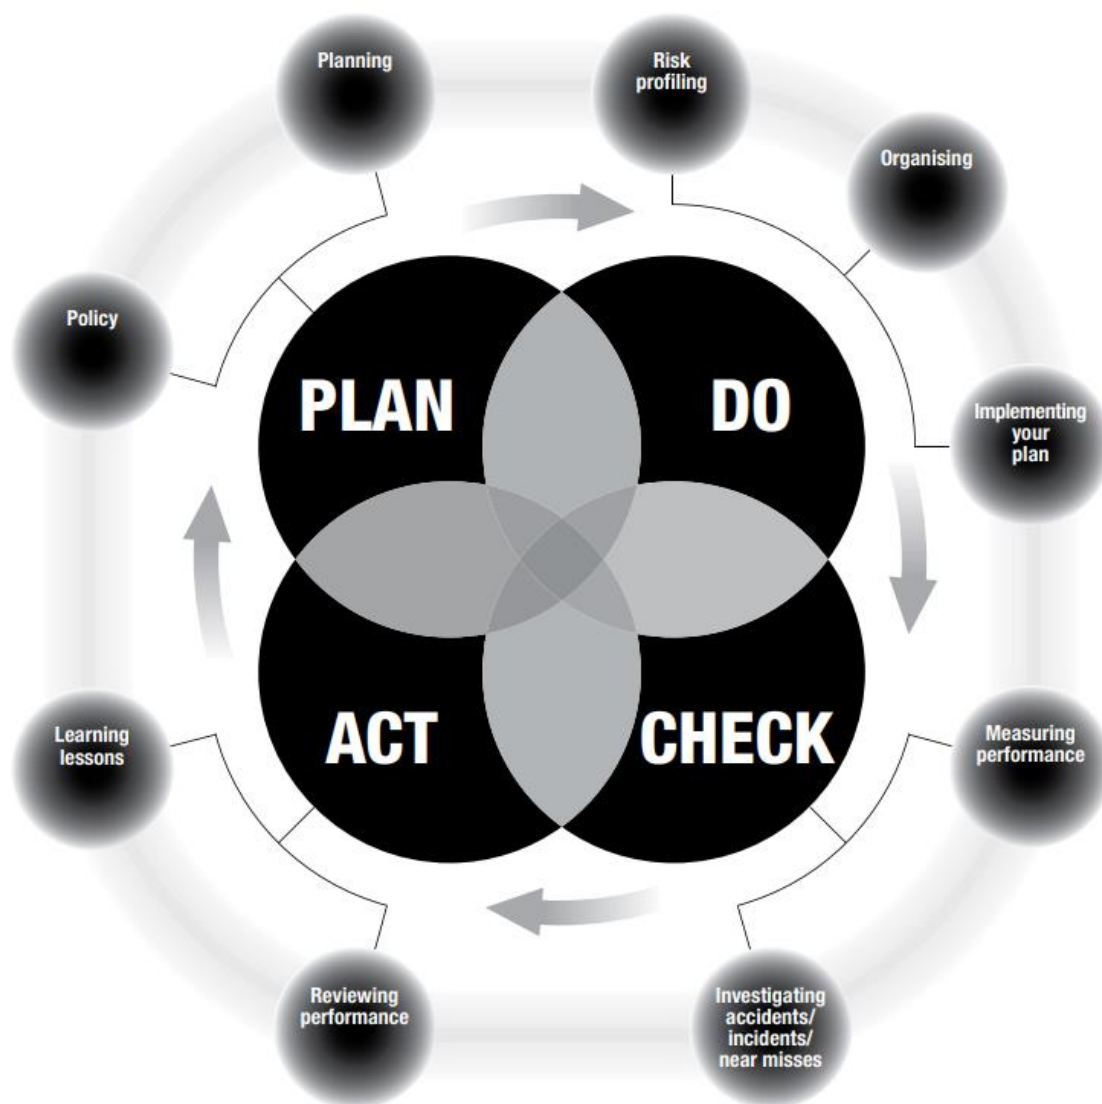 Planning
Risk
profiling
Organising
Policy
PLAN
DO
Implementing
your
plan
ACT
CHECK
Learning
lessons
Measuring
performance
Reviewing
performance
Investigating
accidents/
incidents/
near misses